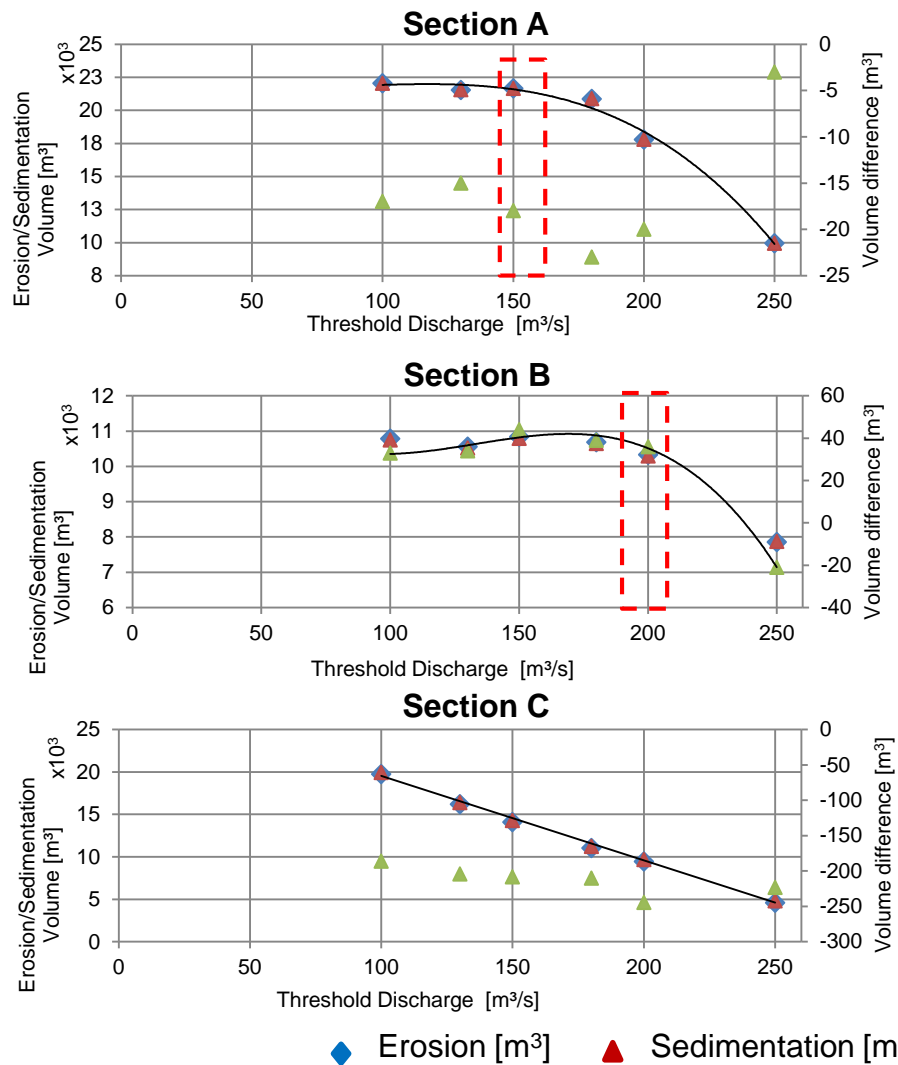 Section A
x10³
Erosion/Sedimentation
Volume [m³]
25
23
20
18
15
13
10
8
0
-5
-10
-15
-20
-25
Volume difference [m³]
0 50 100 150 200 250
Threshold Discharge [m³/s]
Section B
x10³
Erosion/Sedimentation
Volume [m³]
12
11
10
9
8
7
6
60
40
20
0
-20
-40
Volume difference [m³]
0 50 100 150 200 250
Threshold Discharge [m³/s]
Section C
x10³
Erosion/Sedimentation
Volume [m³]
25
20
15
10
5
0
0
-50
-100
-150
-200
-250
-300
Volume difference [m³]
0 50 100 150 200 250
Threshold Discharge [m³/s]
Erosion [m³] Sedimentation [m